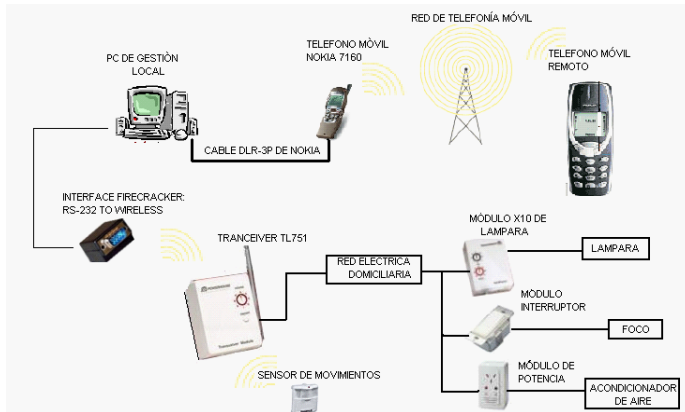 RED DE TELEFONÍA MÓVIL
TELEFONO MÒVIL
NOKIA 7160
TELEFONO MÓVIL
REMOTO
PC DE GESTIÒN
LOCAL
CABLE DLR-3P DE NOKIA
INTERFACE FIRECRACKER:
RS-232 TO WIRELESS
TRANCEIVER TL751
MÓDULO X10 DE
LAMPARA
LAMPARA
RED ELECTRICA
DOMICILIARIA
MÓDULO
INTERRUPTOR
FOCO
SENSOR DE MOVIMIENTOS
MÓDULO DE
POTENCIA
ACONDICIONADOR
DE AIRE